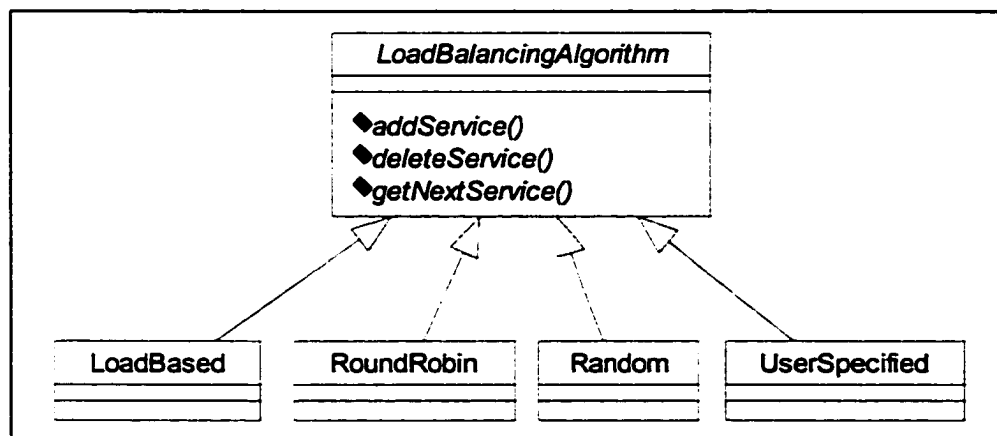 LoadBalancingAlgorithm
addService()
deleteService()
getNextService()
LoadBased
RoundRobin
Random
UserSpecified